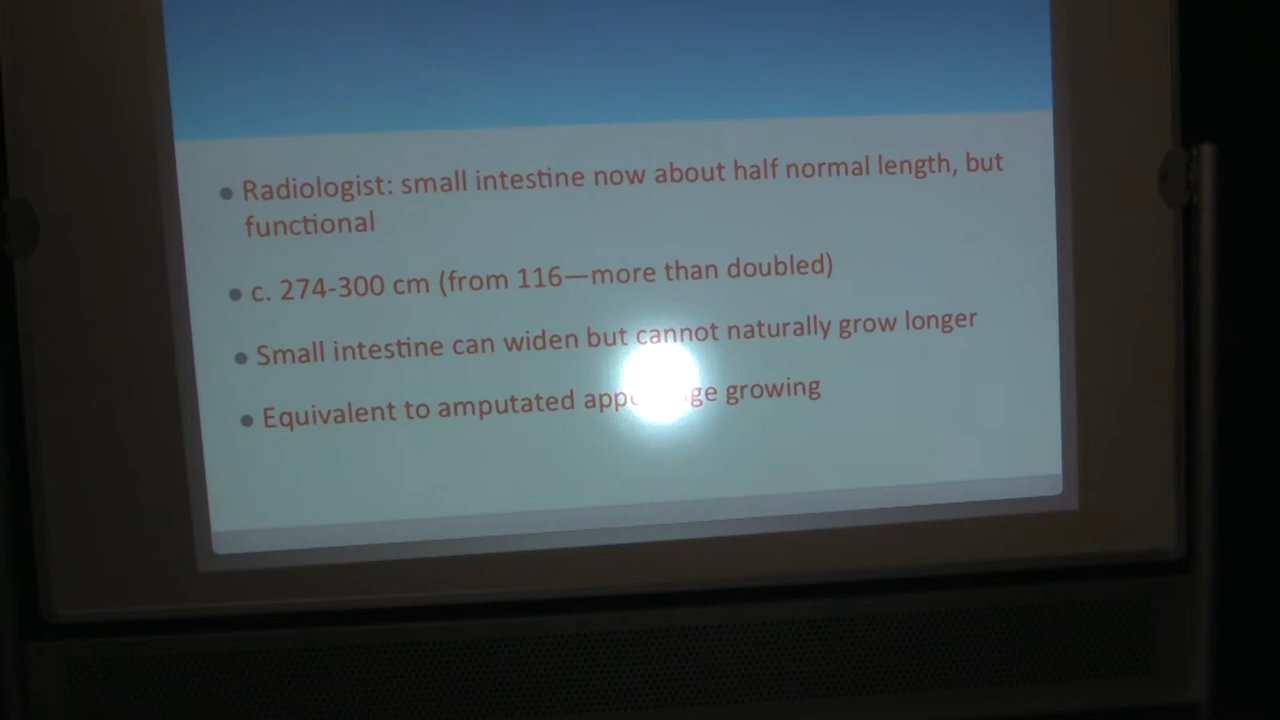 Radiologist: small intestine now about half normal length, but
functional
c. 274-300 cm (from 116—more than doubled)
Small intestine can widen but cannot naturally grow longer
Equivalent to amputated growing